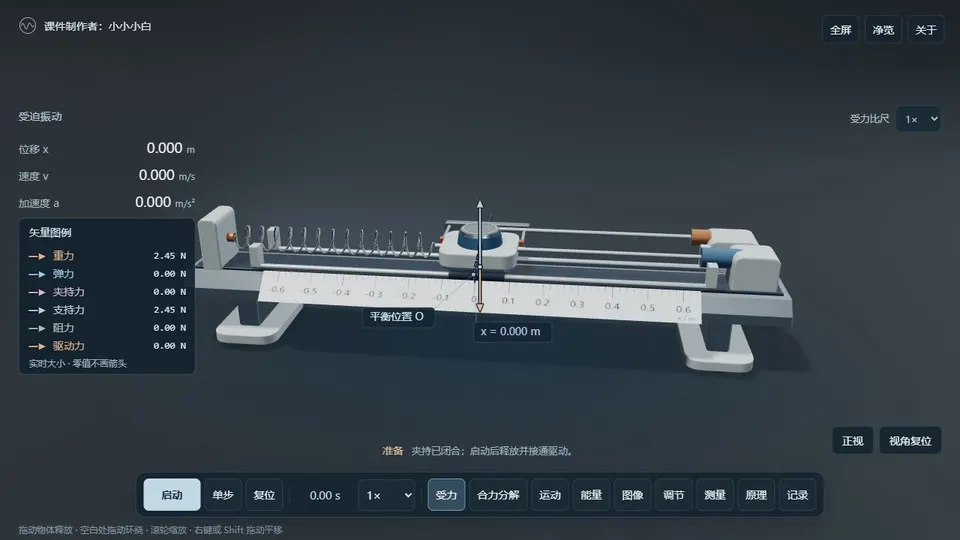 课件制作者：小小小白
全屏 净览 关于
受迫振动
受力比尺 1×
位移 x 0.000 m
速度 v 0.000 m/s
加速度 a 0.000 m/s²
矢量图例
重力 2.45 N
弹力 0.00 N
夹持力 0.00 N
支持力 2.45 N
阻力 0.00 N
驱动力 0.00 N
实时大小 · 零值不画箭头
-0.6 -0.5 -0.4 -0.3 -0.2 -0.1 0.1 0.2 0.3 0.4 0.5 0.6
平衡位置 O
x = 0.000 m
正视 视角复位
准备 夹持已闭合；启动后释放并接通驱动。
启动 单步 复位 0.00 s 1× 受力 合力分解 运动 能量 图像 调节 测量 原理 记录
拖动物体释放 · 空白处拖动环绕 · 滚轮缩放 · 右键或 Shift 拖动平移